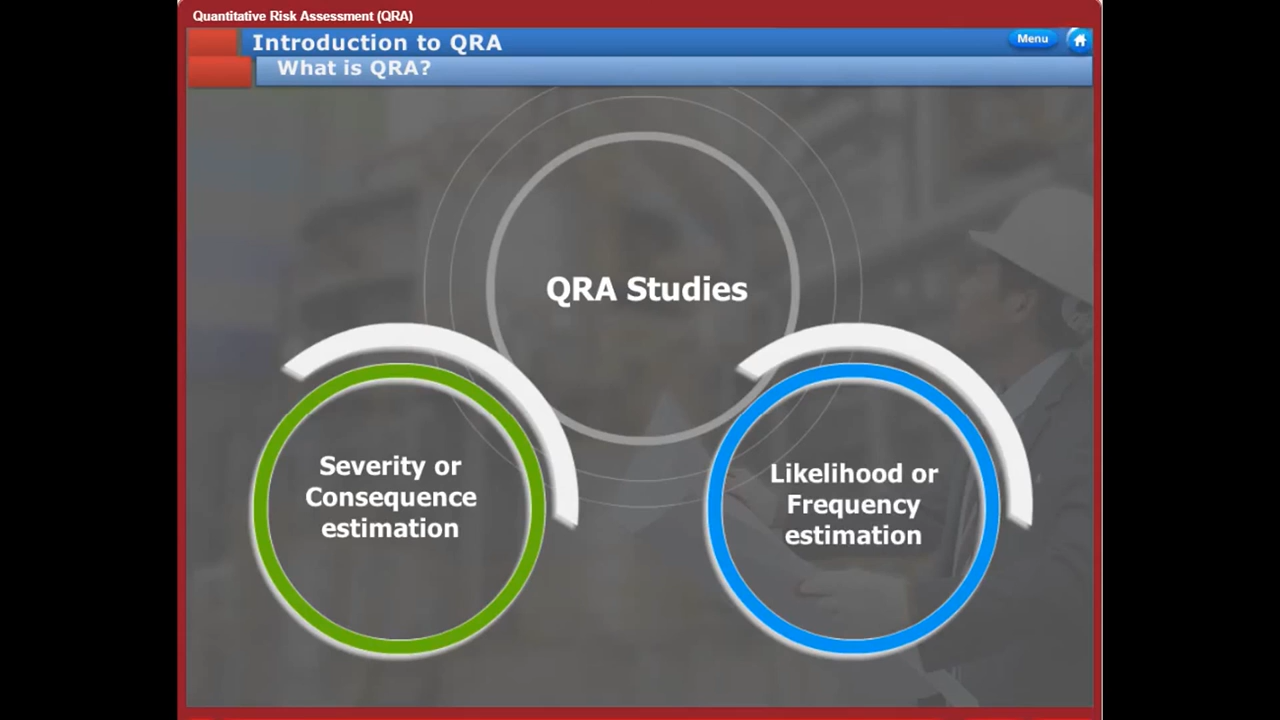 Quantitative Risk Assessment (QRA)
Introduction to QRA
Menu
What is QRA?
QRA Studies
Severity or
Consequence
estimation
Likelihood or
Frequency
estimation